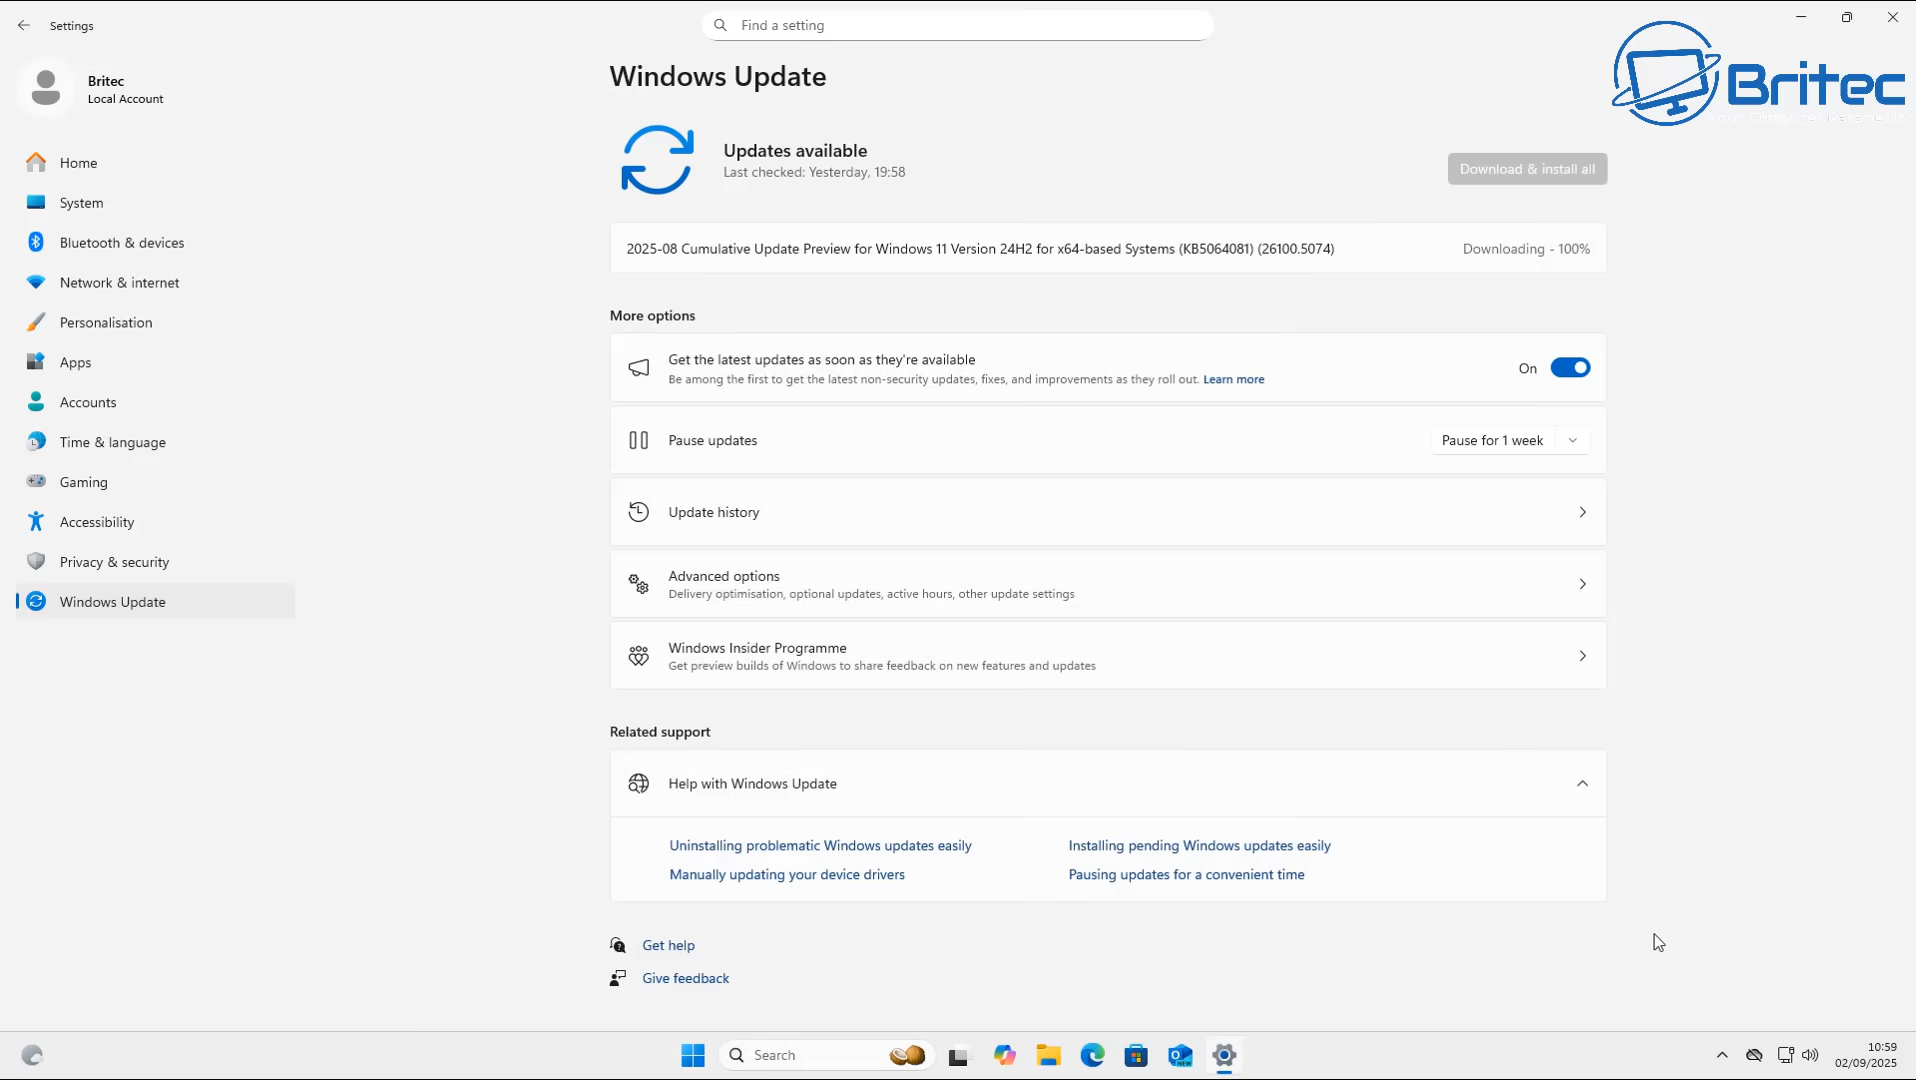 Settings
Find a setting
Britec
Local Account
Britec
Home
System
Bluetooth & devices
Network & internet
Personalisation
Apps
Accounts
Time & language
Gaming
Accessibility
Privacy & security
Windows Update
Windows Update
Updates available
Last checked: Yesterday, 19:58
Download & install all
2025-08 Cumulative Update Preview for Windows 11 Version 24H2 for x64-based Systems (KB5064081) (26100.5074)
Downloading - 100%
More options
Get the latest updates as soon as they're available
Be among the first to get the latest non-security updates, fixes, and improvements as they roll out. Learn more
On
Pause updates
Pause for 1 week
Update history
Advanced options
Delivery optimisation, optional updates, active hours, other update settings
Windows Insider Programme
Get preview builds of Windows to share feedback on new features and updates
Related support
Help with Windows Update
Uninstalling problematic Windows updates easily
Installing pending Windows updates easily
Manually updating your device drivers
Pausing updates for a convenient time
Get help
Give feedback
Search
10:59
02/09/2025